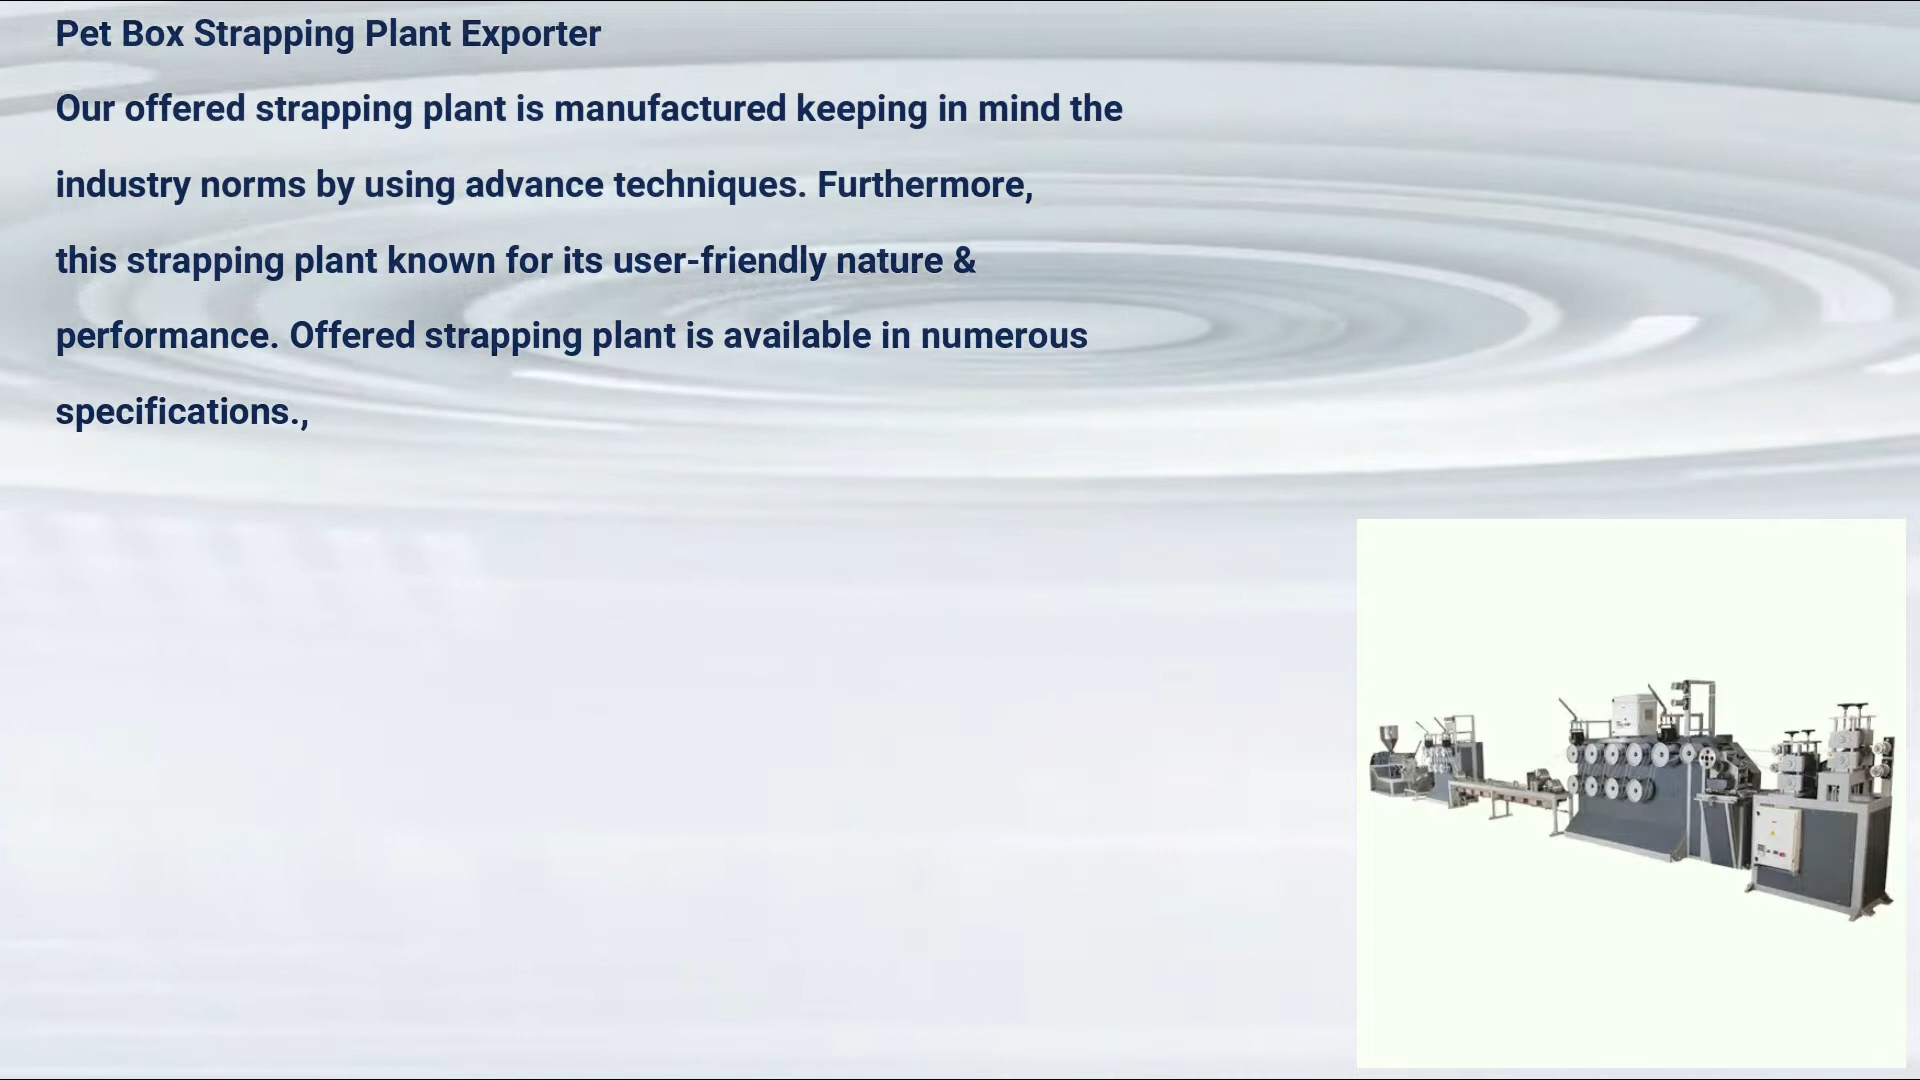 Pet Box Strapping Plant Exporter
Our offered strapping plant is manufactured keeping in mind the
industry norms by using advance techniques. Furthermore,
this strapping plant known for its user-friendly nature &
performance. Offered strapping plant is available in numerous
specifications.,